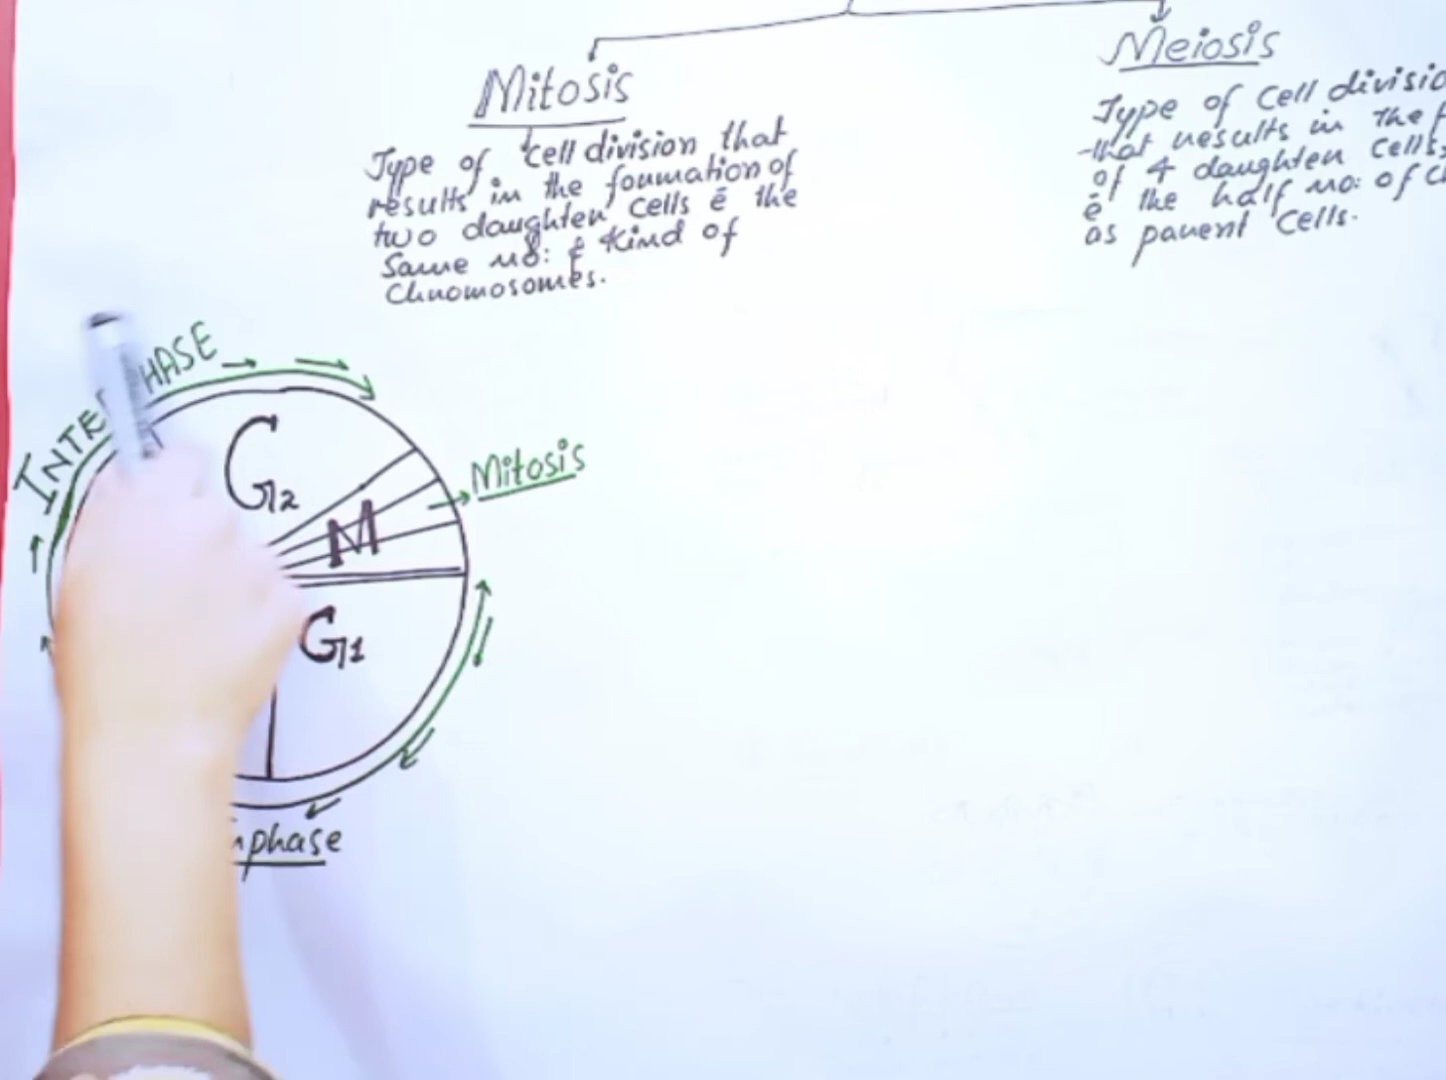 Mitosis
Type of cell division that
results in the foumation of
two daughter cells ē the
Same no: & Kind of
Chromosomes.
Meiosis
Type of Cell divisio
that results in the f
of 4 daughter Cells
ē the half no: of C
as parent Cells.
INTE HASE
G2
M
Mitosis
G1
nphase